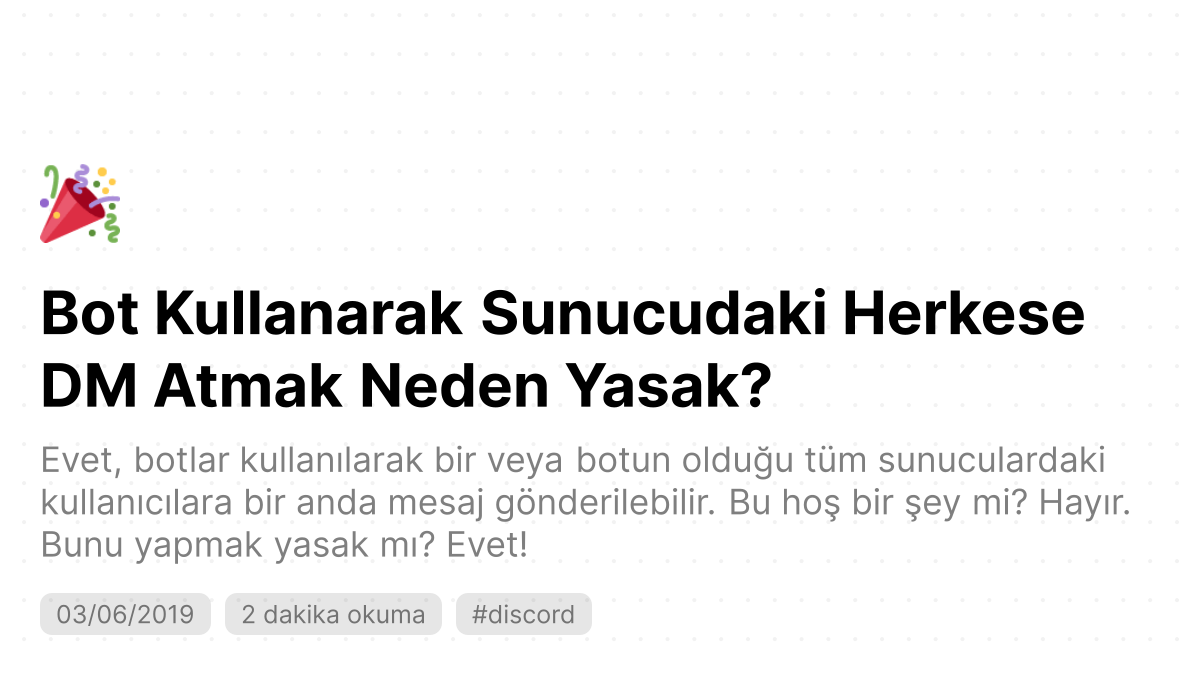 Bot Kullanarak Sunucudaki Herkese
DM Atmak Neden Yasak?
Evet, botlar kullanılarak bir veya botun olduğu tüm sunuculardaki
kullanıcılara bir anda mesaj gönderilebilir. Bu hoş bir şey mi? Hayır.
Bunu yapmak yasak mı? Evet!
03/06/2019 2 dakika okuma #discord